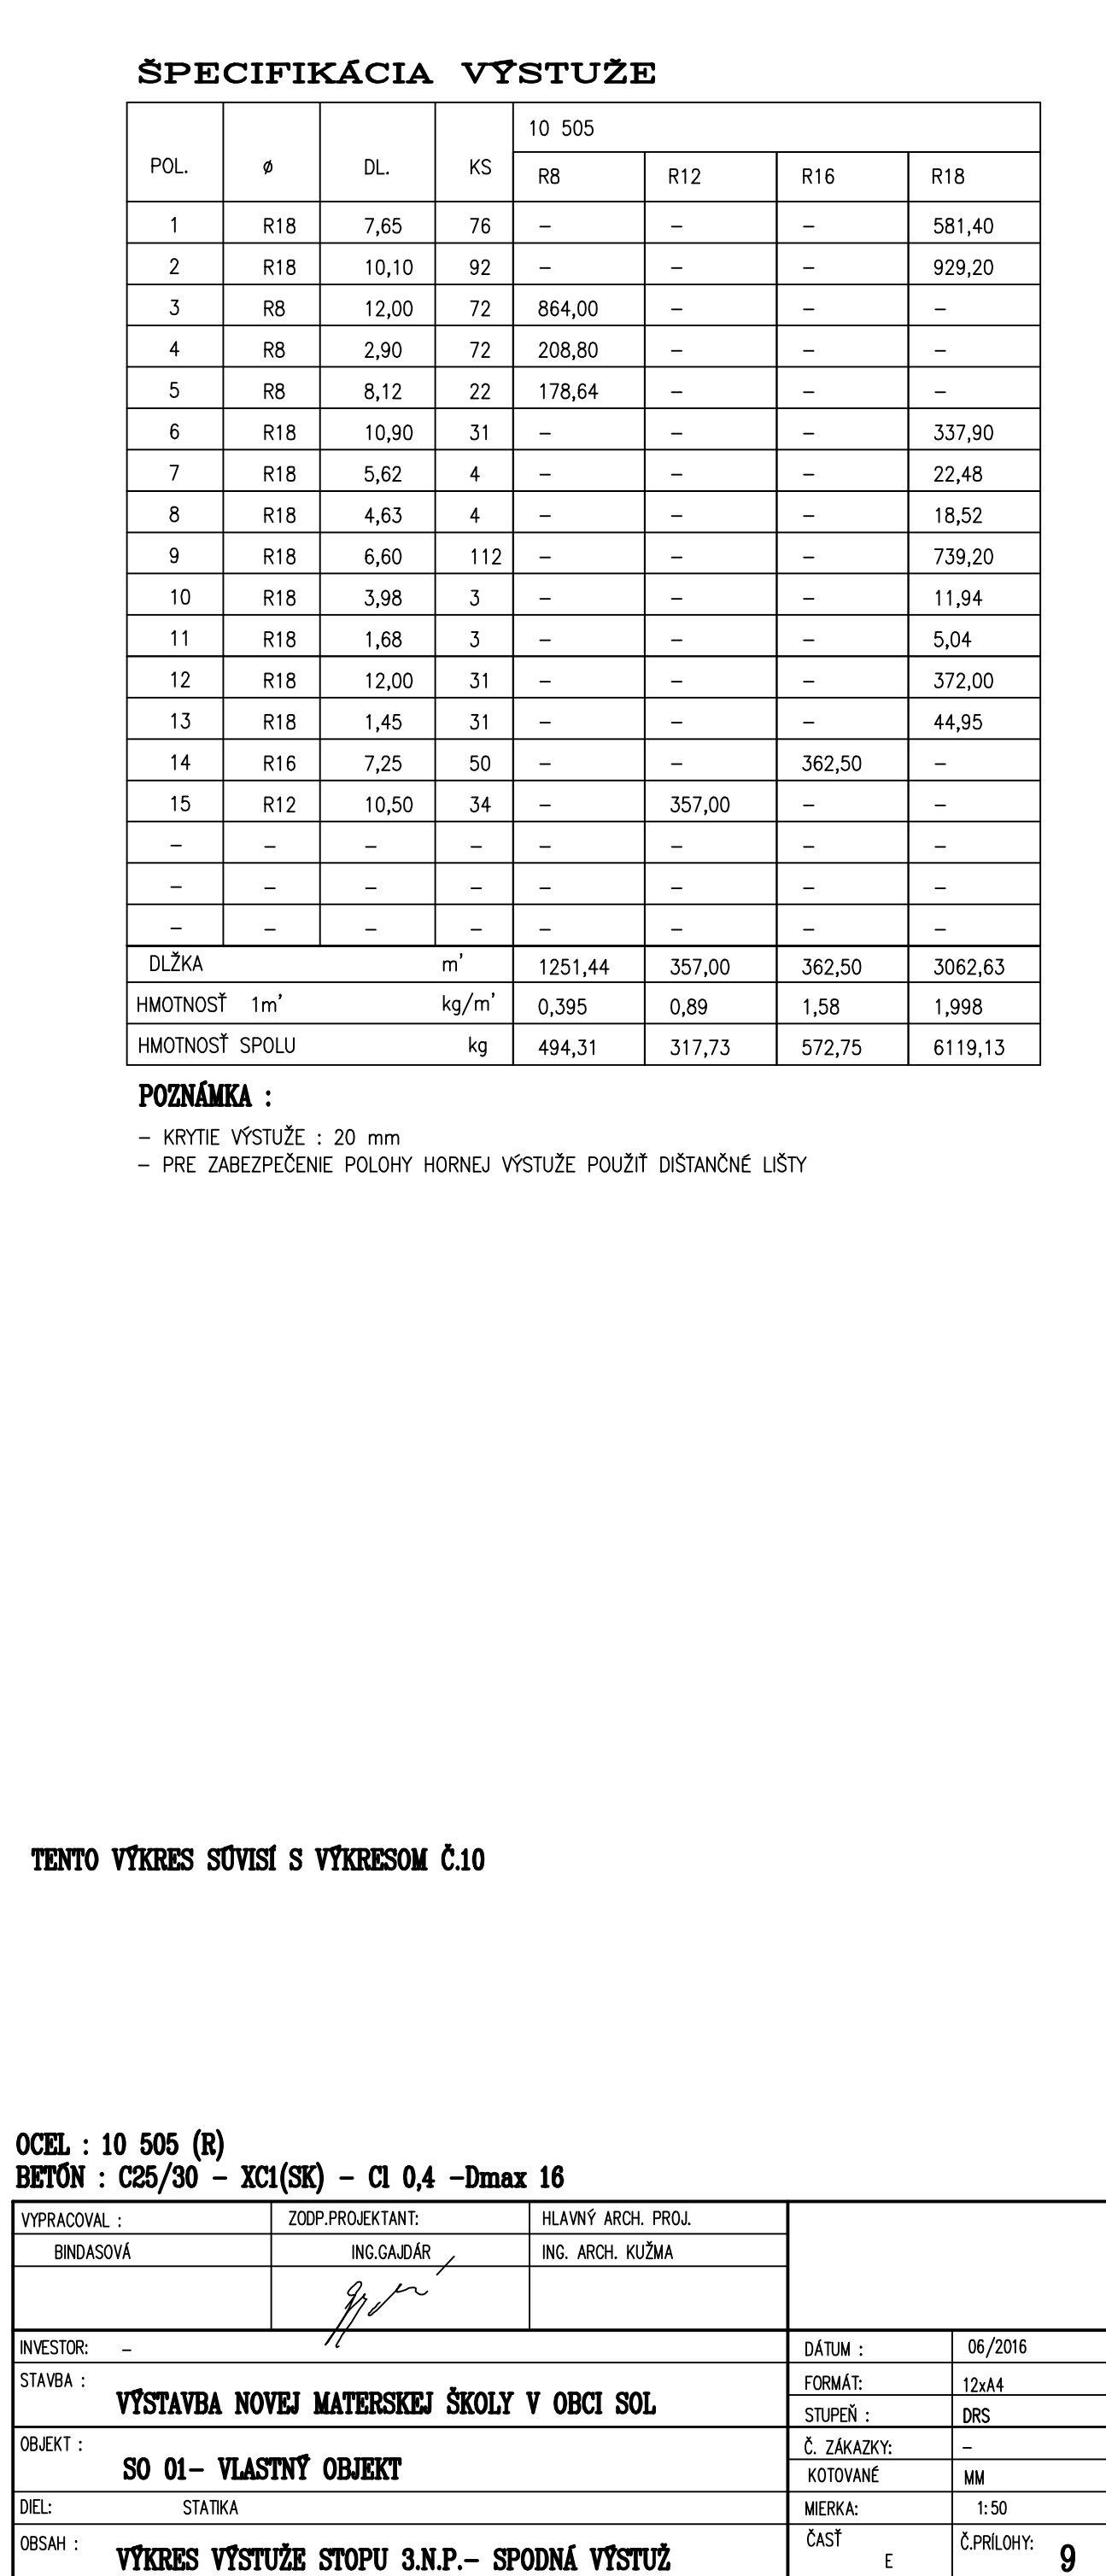 ŠPECIFIKÁCIA VÝSTUŽE
10 505
POL. ø DL. KS R8 R12 R16 R18
1 R18 7,65 76 – – – 581,40
2 R18 10,10 92 – – – 929,20
3 R8 12,00 72 864,00 – – –
4 R8 2,90 72 208,80 – – –
5 R8 8,12 22 178,64 – – –
6 R18 10,90 31 – – – 337,90
7 R18 5,62 4 – – – 22,48
8 R18 4,63 4 – – – 18,52
9 R18 6,60 112 – – – 739,20
10 R18 3,98 3 – – – 11,94
11 R18 1,68 3 – – – 5,04
12 R18 12,00 31 – – – 372,00
13 R18 1,45 31 – – – 44,95
14 R16 7,25 50 – – 362,50 –
15 R12 10,50 34 – 357,00 – –
– – – – – – – –
– – – – – – – –
– – – – – – – –
DLŽKA m' 1251,44 357,00 362,50 3062,63
HMOTNOSŤ 1m' kg/m' 0,395 0,89 1,58 1,998
HMOTNOSŤ SPOLU kg 494,31 317,73 572,75 6119,13
POZNÁMKA :
– KRYTIE VÝSTUŽE : 20 mm
– PRE ZABEZPEČENIE POLOHY HORNEJ VÝSTUŽE POUŽIŤ DIŠTANČNÉ LIŠTY
TENTO VÝKRES SÚVISÍ S VÝKRESOM Č.10
OCEL : 10 505 (R)
BETÓN : C25/30 – XC1(SK) – Cl 0,4 –Dmax 16
VYPRACOVAL : ZODP.PROJEKTANT: HLAVNÝ ARCH. PROJ.
BINDASOVÁ ING.GAJDÁR ING. ARCH. KUŽMA
INVESTOR: – DÁTUM : 06/2016
STAVBA : FORMÁT: 12xA4
VÝSTAVBA NOVEJ MATERSKEJ ŠKOLY V OBCI SOL
STUPEŇ : DRS
OBJEKT : Č. ZÁKAZKY: –
SO 01– VLASTNÝ OBJEKT
KOTOVANÉ MM
DIEL: STATIKA MIERKA: 1:50
OBSAH : ČASŤ Č.PRÍLOHY:
VÝKRES VÝSTUŽE STOPU 3.N.P.– SPODNÁ VÝSTUŽ E 9